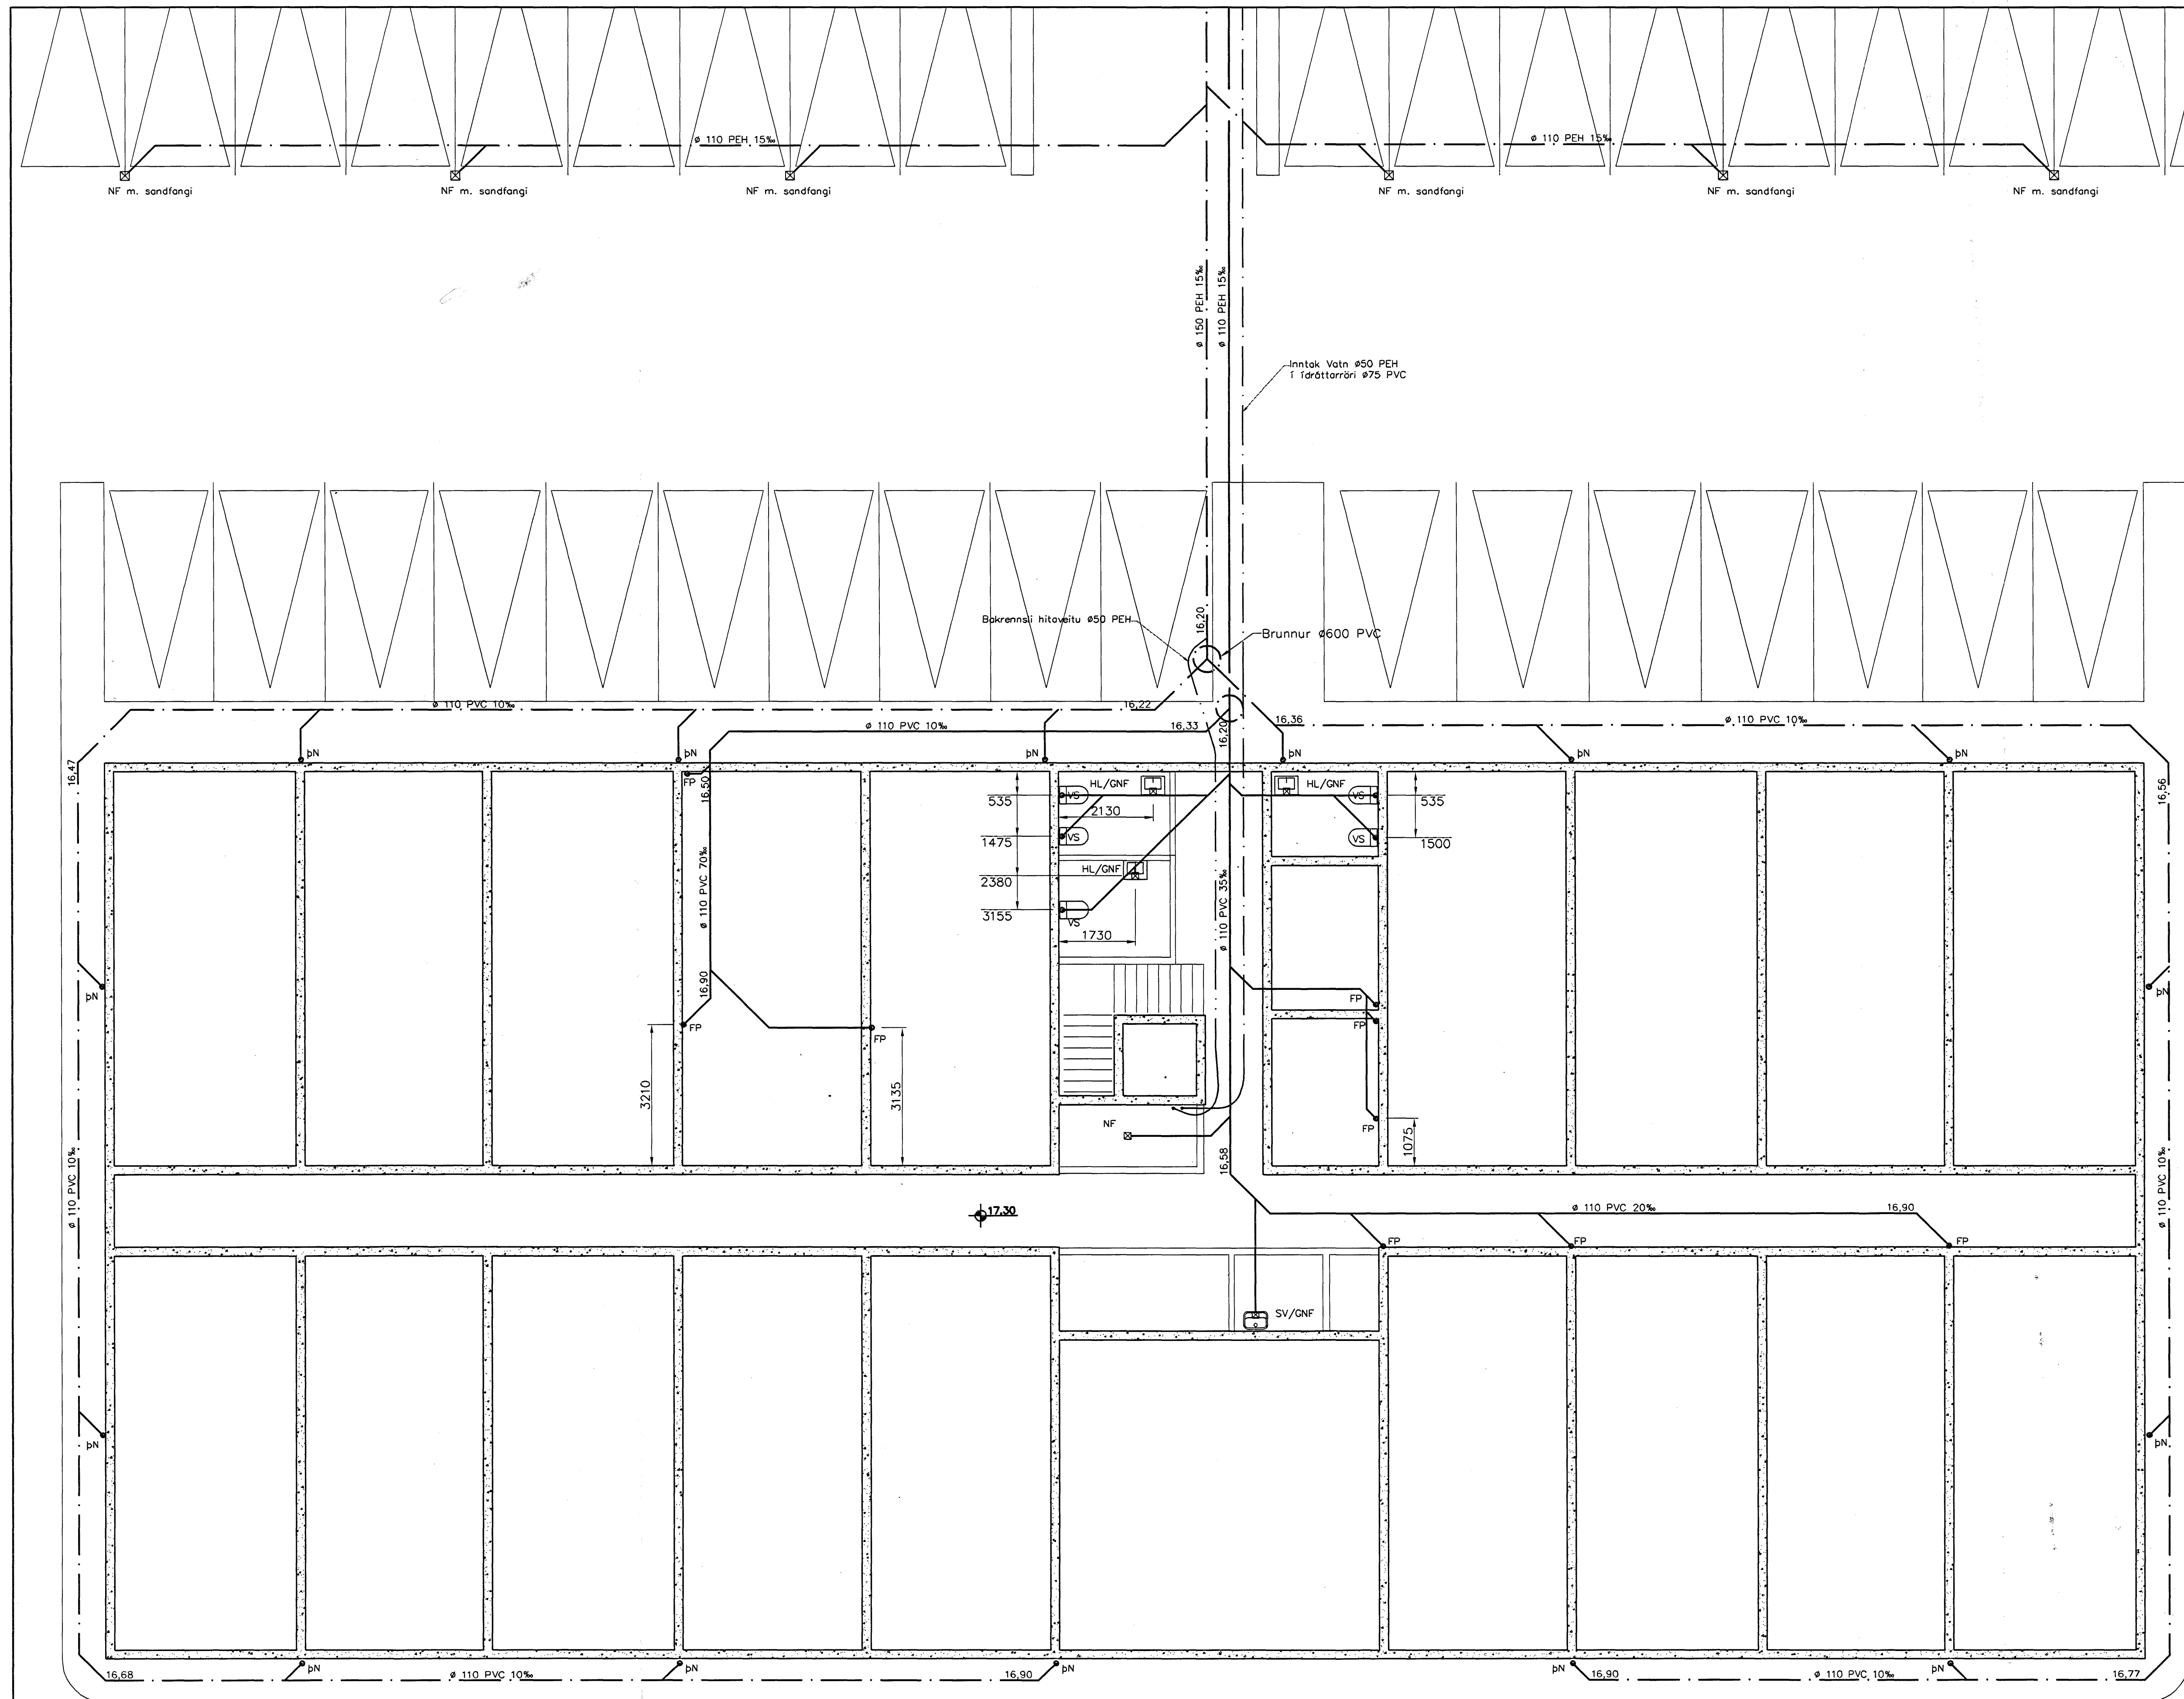 ø 110 PEH 15‰
ø 110 PEH 15‰
NF m. sandfangi
NF m. sandfangi
NF m. sandfangi
NF m. sandfangi
NF m. sandfangi
NF m. sandfangi
ø 150 PEH 15‰
ø 110 PEH 15‰
Inntak Vatn ø50 PEH
í ídráttarröri ø75 PVC
Bakrennsli hitaveitu ø50 PEH
16,20
Brunnur ø600 PVC
ø 110 PVC 10‰
16,22
ø 110 PVC 10‰
16,33
16,20
16,36
ø 110 PVC 10‰
þN
þN
þN
þN
þN
16,47
FP
16,50
535
VS
HL/GNF
2130
HL/GNF
VS
535
16,56
1475
VS
VS
1500
2380
HL/GNF
3155
VS
1730
ø 110 PVC 70‰
ø 110 PVC 35‰
16,90
þN
þN
FP
FP
FP
FP
3210
3135
NF
FP
1075
16,58
ø 110 PVC 10‰
ø 110 PVC 10‰
17.30
ø 110 PVC 20‰
16,90
FP
FP
FP
SV/GNF
þN
þN
16,68
þN
ø 110 PVC 10‰
þN
16,90
þN
þN
16,90
ø 110 PVC 10‰
þN
16,77